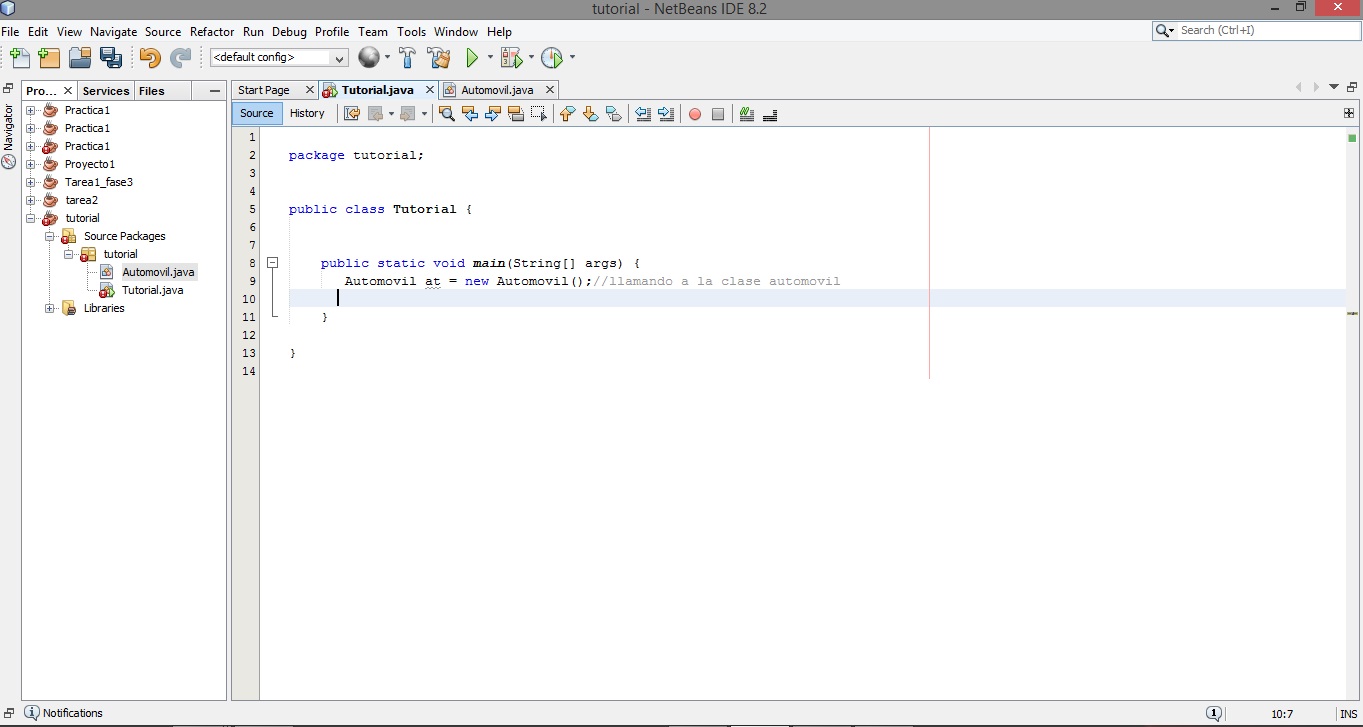 tutorial - NetBeans IDE 8.2
File Edit View Navigate Source Refactor Run Debug Profile Team Tools Window Help
Search (Ctrl+I)
<default config>
Pro... Services Files
Start Page Tutorial.java Automovil.java
Source History
Navigator
Practica1
Practica1
Practica1
Proyecto1
Tarea1_fase3
tarea2
tutorial
Source Packages
tutorial
Automovil.java
Tutorial.java
Libraries
1
2 package tutorial;
3
4
5 public class Tutorial {
6
7
8 public static void main(String[] args) {
9 Automovil at = new Automovil();//llamando a la clase automovil
10
11 }
12
13 }
14
Notifications
1 10:7 INS